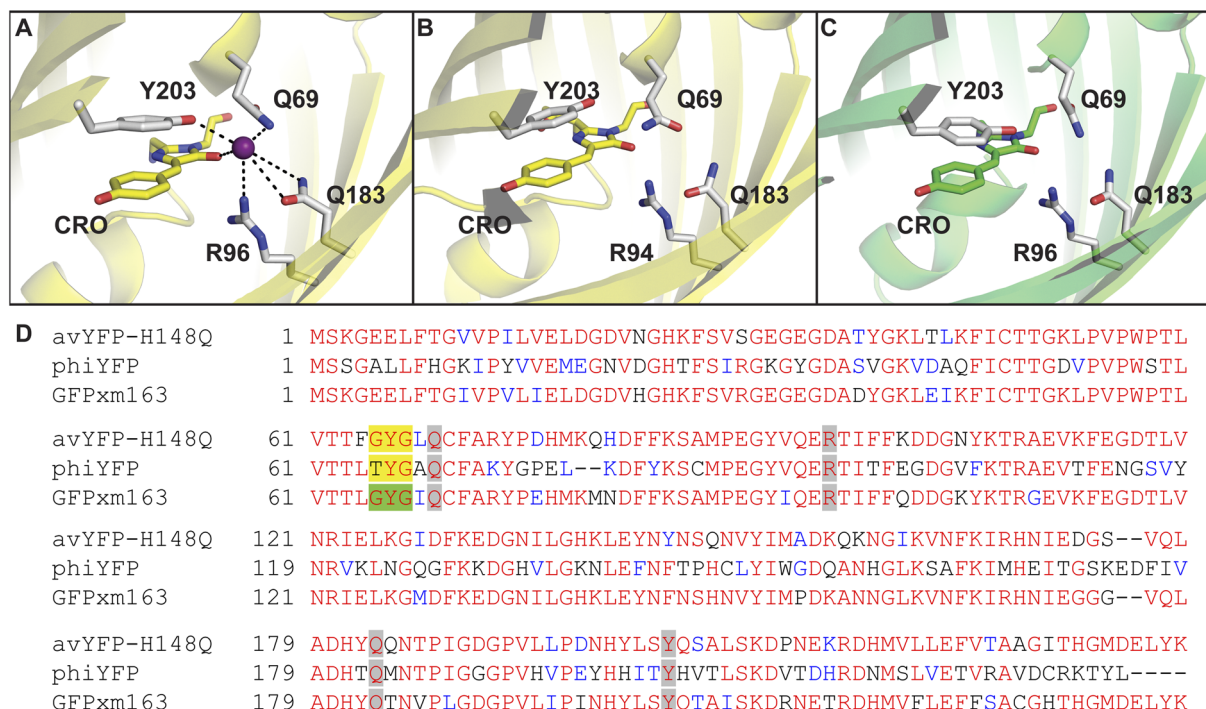 A B C
Y203 Q69 Q183 R96 CRO
Y203 Q69 Q183 R94 CRO
Y203 Q69 Q183 R96 CRO
D avYFP-H148Q 1 MSKGEELFTGVVPILVELDGDVNGHKFSVSGEGEGDATYGKLTLKFICTTGKLPVPWPTL
phiYFP 1 MSSGALLFHGKIPYVVEMEGNVDGHTFSIRGKGYGDASVGKVDAQFICTTGDVPVPWSTL
GFPxm163 1 MSKGEELFTGIVPVLIELDGDVHGHKFSVRGEGEGDADYGKLEIKFICTTGKLPVPWPTL
avYFP-H148Q 61 VTTFGYGLQCFARYPDHMKQHDFFKSAMPEGYVQERTIFFKDDGNYKTRAEVKFEGDTLV
phiYFP 61 VTTLTYGAQCFAKYGPEL--KDFYKSCMPEGYVQERTITFEGDGVFKTRAEVTFENGSVY
GFPxm163 61 VTTLGYGIQCFARYPEHMKMNDFFKSAMPEGYIQERTIFFQDDGKYKTRGEVKFEGDTLV
avYFP-H148Q 121 NRIELKGIDFKEDGNILGHKLEYNYNSQNVYIMADKQKNGIKVNFKIRHNIEDGS--VQL
phiYFP 119 NRVKLNGQGFKKDGHVLGKNLEFNFTPHCLYIWGDQANHGLKSAFKIMHEITGSKEDFIV
GFPxm163 121 NRIELKGMDFKEDGNILGHKLEYNFNSHNVYIMPDKANNGLKVNFKIRHNIEGGG--VQL
avYFP-H148Q 179 ADHYQQNTPIGDGPVLLPDNHYLSYQSALSKDPNEKRDHMVLLEFVTAAGITHGMDELYK
phiYFP 179 ADHTQMNTPIGGGPVHVPEYHHITYHVTLSKDVTDHRDNMSLVETVRAVDCRKTYL----
GFPxm163 179 ADHYQTNVPLGDGPVLIPINHYLSYQTAISKDRNETRDHMVFLEFFSACGHTHGMDELYK